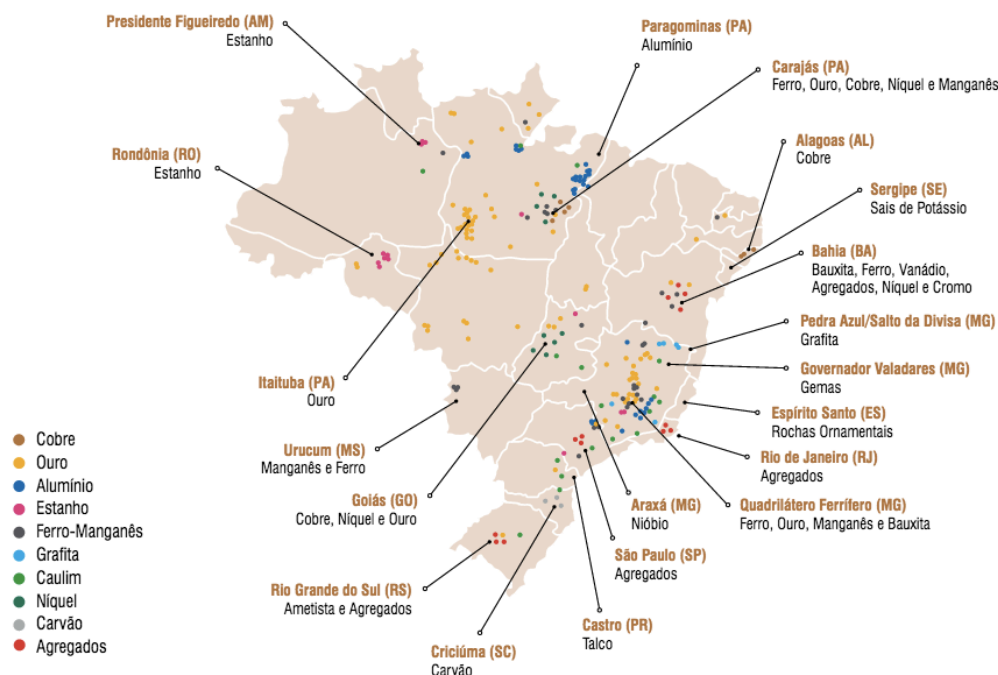 Presidente Figueiredo (AM)
Estanho
Paragominas (PA)
Alumínio
Carajás (PA)
Ferro, Ouro, Cobre, Níquel e Manganês
Rondônia (RO)
Estanho
Alagoas (AL)
Cobre
Sergipe (SE)
Sais de Potássio
Bahia (BA)
Bauxita, Ferro, Vanádio,
Agregados, Níquel e Cromo
Pedra Azul/Salto da Divisa (MG)
Grafita
Itaituba (PA)
Ouro
Governador Valadares (MG)
Gemas
Espírito Santo (ES)
Rochas Ornamentais
Urucum (MS)
Manganês e Ferro
Rio de Janeiro (RJ)
Agregados
Goiás (GO)
Cobre, Níquel e Ouro
Araxá (MG)
Nióbio
Quadrilátero Ferrífero (MG)
Ferro, Ouro, Manganês e Bauxita
São Paulo (SP)
Agregados
Rio Grande do Sul (RS)
Ametista e Agregados
Castro (PR)
Talco
Criciúma (SC)
Carvão
Cobre
Ouro
Alumínio
Estanho
Ferro-Manganês
Grafita
Caulim
Níquel
Carvão
Agregados